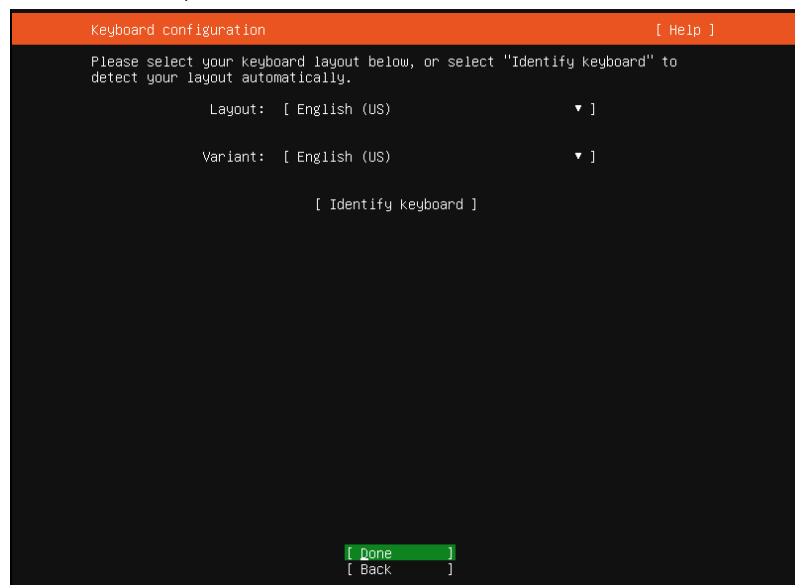 Keyboard configuration [ Help ]
Please select your keyboard layout below, or select "Identify keyboard" to
detect your layout automatically.
Layout: [ English (US) ▾ ]
Variant: [ English (US) ▾ ]
[ Identify keyboard ]
[ Done ]
[ Back ]